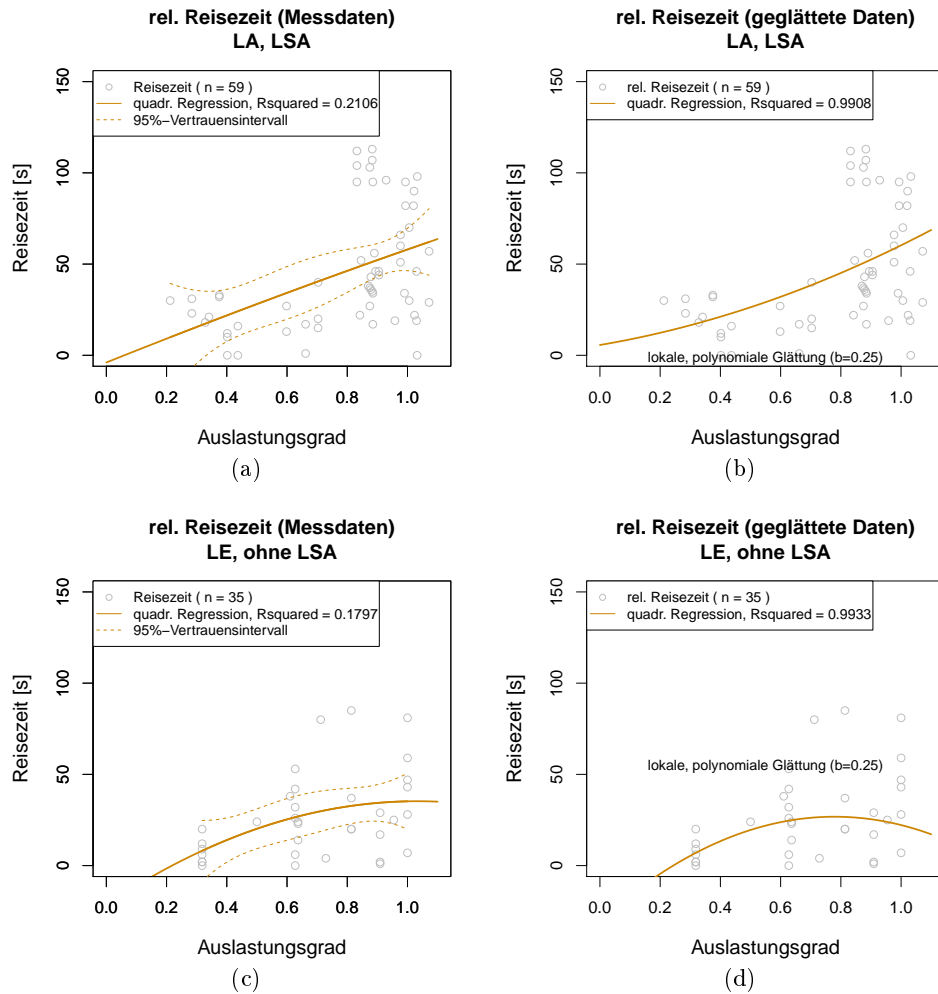 rel. Reisezeit (Messdaten)
LA, LSA
Reisezeit ( n = 59 )
quadr. Regression, Rsquared = 0.2106
95%−Vertrauensintervall
150
100
50
0
Reisezeit [s]
0.0 0.2 0.4 0.6 0.8 1.0
Auslastungsgrad
(a)
rel. Reisezeit (geglättete Daten)
LA, LSA
rel. Reisezeit ( n = 59 )
quadr. Regression, Rsquared = 0.9908
150
100
50
0
Reisezeit [s]
lokale, polynomiale Glättung (b=0.25)
0.0 0.2 0.4 0.6 0.8 1.0
Auslastungsgrad
(b)
rel. Reisezeit (Messdaten)
LE, ohne LSA
Reisezeit ( n = 35 )
quadr. Regression, Rsquared = 0.1797
95%−Vertrauensintervall
150
100
50
0
Reisezeit [s]
0.0 0.2 0.4 0.6 0.8 1.0
Auslastungsgrad
(c)
rel. Reisezeit (geglättete Daten)
LE, ohne LSA
rel. Reisezeit ( n = 35 )
quadr. Regression, Rsquared = 0.9933
150
100
50
0
Reisezeit [s]
lokale, polynomiale Glättung (b=0.25)
0.0 0.2 0.4 0.6 0.8 1.0
Auslastungsgrad
(d)